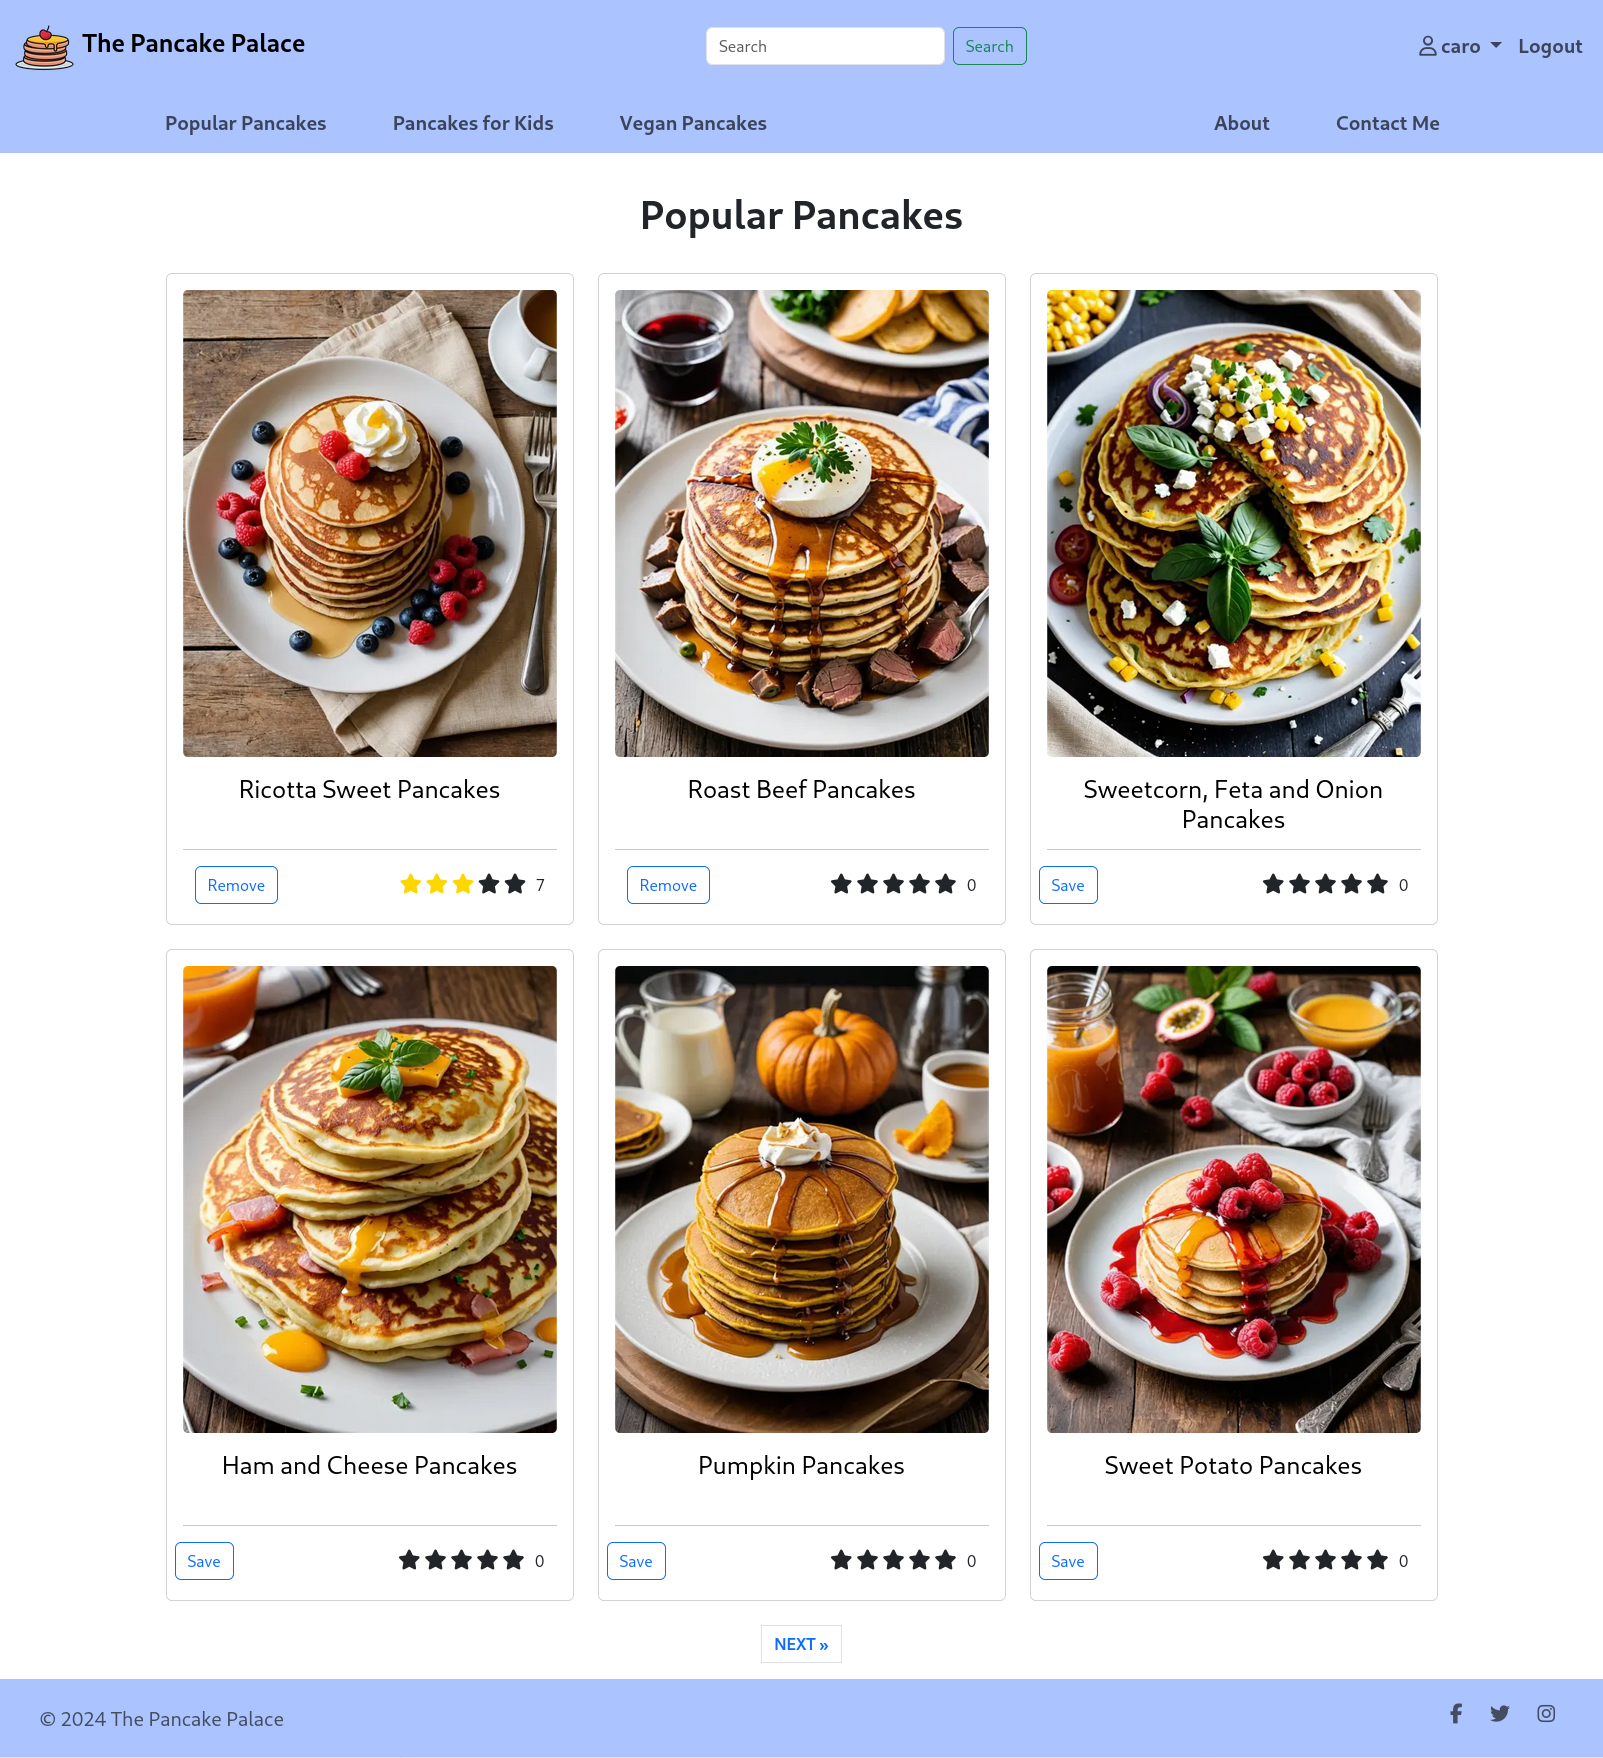 The Pancake Palace
Search
Search
caro
Logout
Popular Pancakes
Pancakes for Kids
Vegan Pancakes
About
Contact Me
Popular Pancakes
Ricotta Sweet Pancakes
Remove
7
Roast Beef Pancakes
Remove
0
Sweetcorn, Feta and Onion
Pancakes
Save
0
Ham and Cheese Pancakes
Save
0
Pumpkin Pancakes
Save
0
Sweet Potato Pancakes
Save
0
NEXT »
© 2024 The Pancake Palace